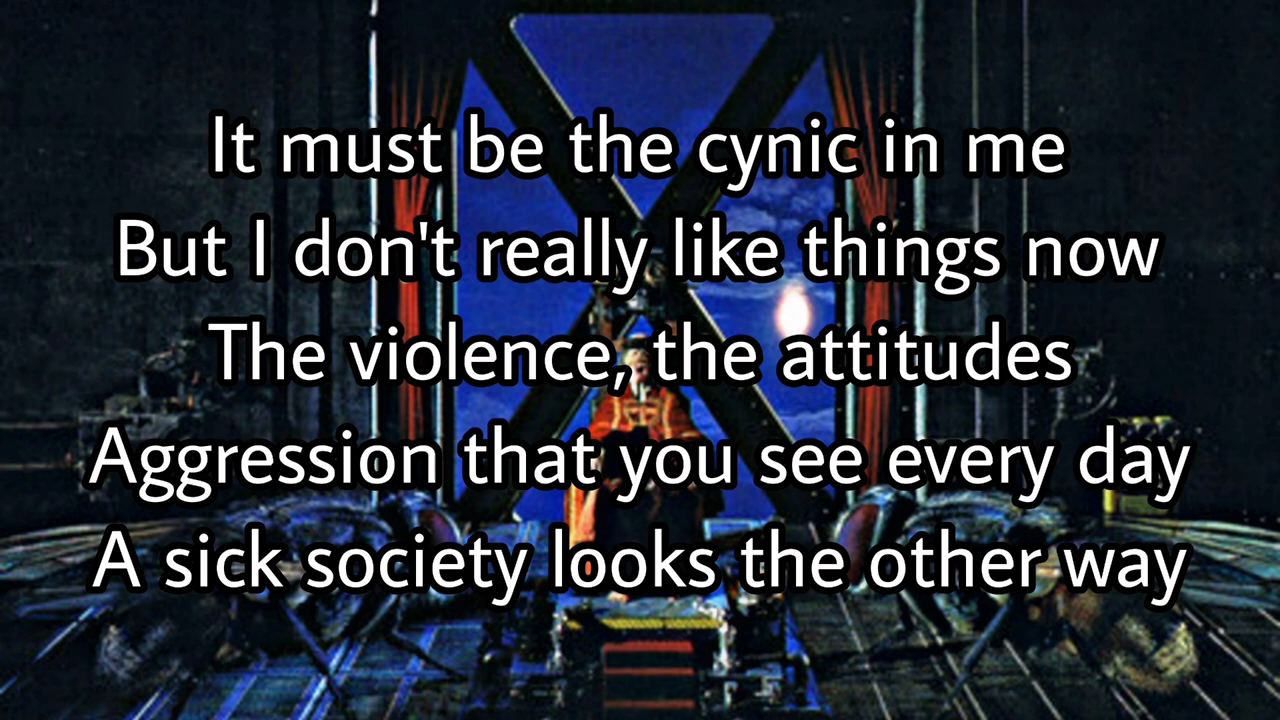 It must be the cynic in me
But I don't really like things now
The violence, the attitudes
Aggression that you see every day
A sick society looks the other way